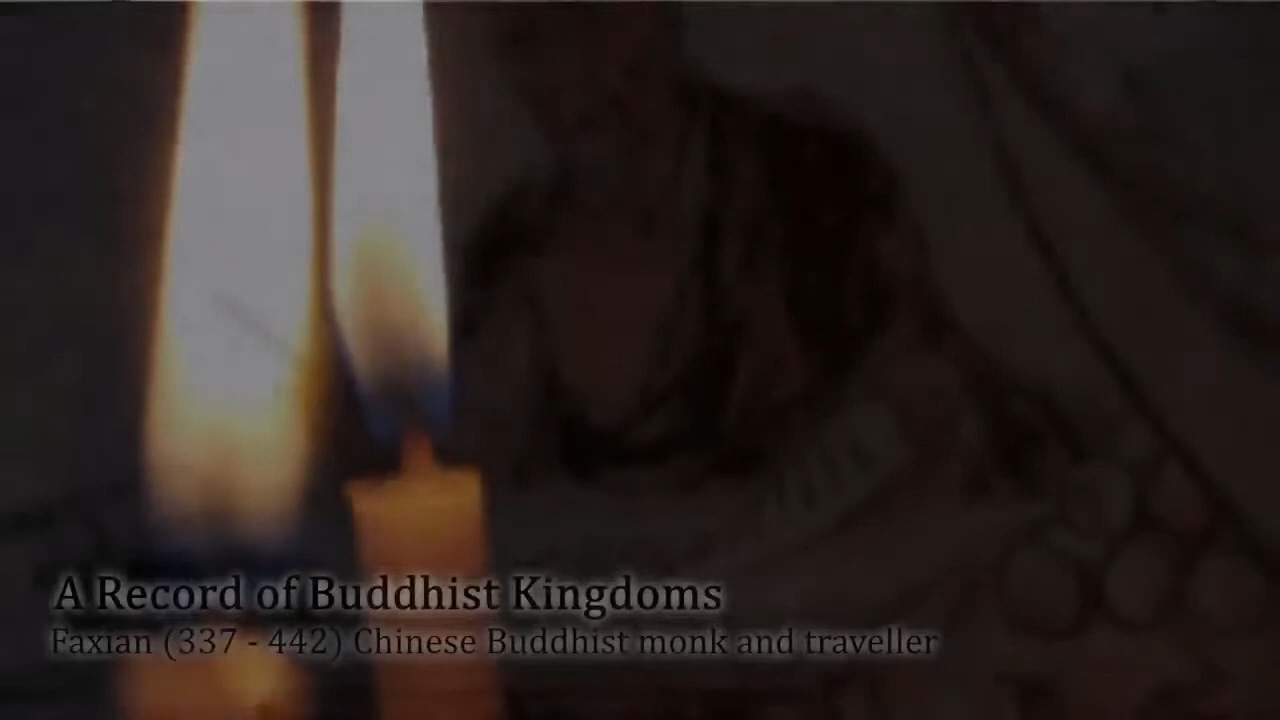 A Record of Buddhist Kingdoms
Faxian (337 - 442) Chinese Buddhist monk and traveller